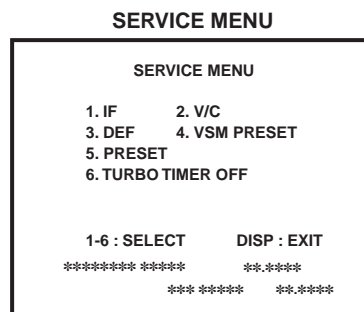 SERVICE MENU
SERVICE MENU
1. IF 2. V/C
3. DEF 4. VSM PRESET
5. PRESET
6. TURBO TIMER OFF
1-6 : SELECT DISP : EXIT
******** ***** **.****
*** ***** **.****